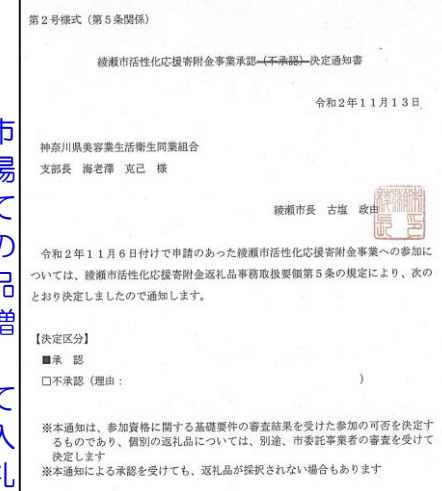 第2号様式（第5条関係）
綾瀬市活性化応援寄附金事業承認（不承認）決定通知書
令和2年11月13日
神奈川県美容業生活衛生同業組合
支部長　海老澤　克己　様
綾瀬市長　古塩　政由
令和2年11月6日付けで申請のあった綾瀬市活性化応援寄附金事業への参加に
ついては、綾瀬市活性化応援寄附金返礼品事務取扱要領第5条の規定により、次の
とおり決定しましたので通知します。
【決定区分】
■承　認
□不承認（理由：　　　　　　　　　　　　　　）
※本通知は、参加資格に関する基礎要件の審査結果を受けた参加の可否を決定す
るものであり、個別の返礼品については、別途、市委託事業者の審査を受けて
決定します
※本通知による承認を受けても、返礼品が採択されない場合もあります
市
場
て
の
品
増
て
入
礼